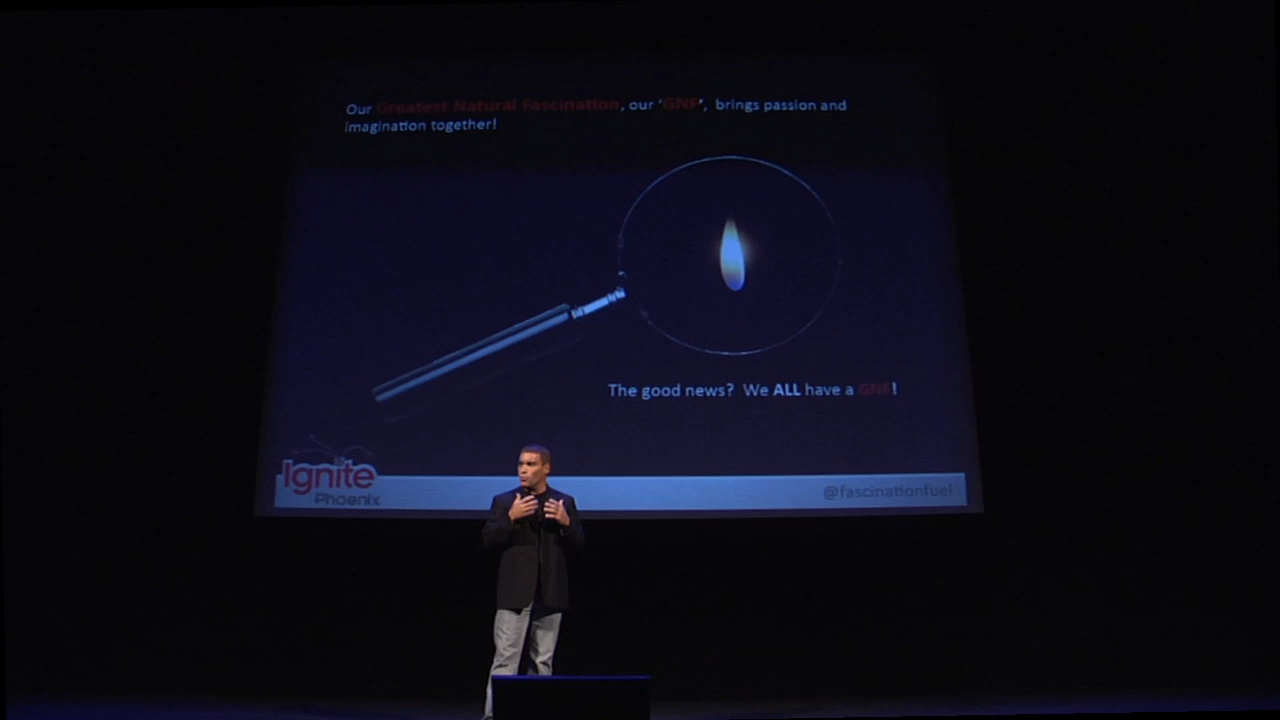 Our Greatest Natural Fascination, our ‘GNF’, brings passion and
imagination together!
The good news? We ALL have a GNF!
Ignite
Phoenix
@fascinationfuel